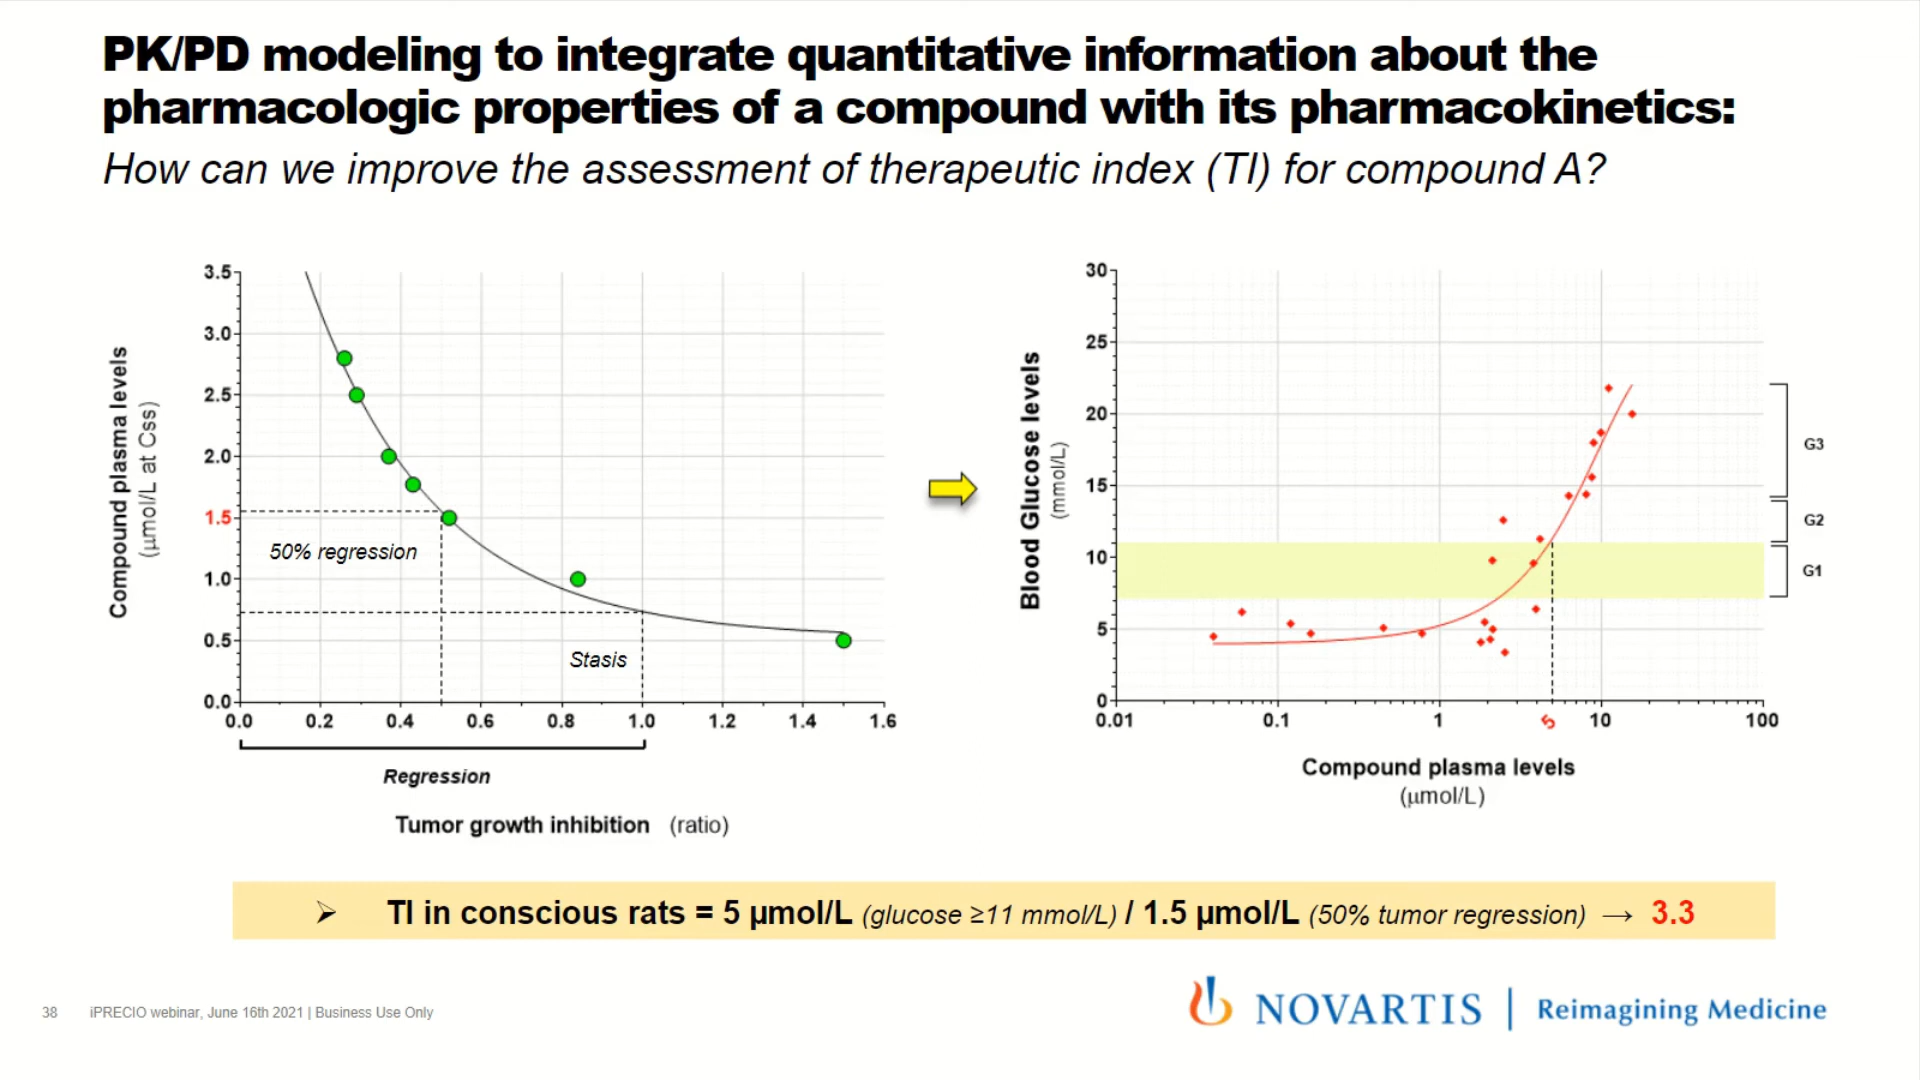 PK/PD modeling to integrate quantitative information about the
pharmacologic properties of a compound with its pharmacokinetics:
How can we improve the assessment of therapeutic index (TI) for compound A?
Compound plasma levels
(µmol/L at Css)
3.5
3.0
2.5
2.0
1.5
1.0
0.5
0.0
50% regression
Stasis
0.0 0.2 0.4 0.6 0.8 1.0 1.2 1.4 1.6
Regression
Tumor growth inhibition (ratio)
Blood Glucose levels
(mmol/L)
30
25
20
15
10
5
0
G3
G2
G1
0.01 0.1 1 5 10 100
Compound plasma levels
(µmol/L)
➢ TI in conscious rats = 5 µmol/L (glucose ≥11 mmol/L) / 1.5 µmol/L (50% tumor regression) → 3.3
38 iPRECIO webinar, June 16th 2021 | Business Use Only
NOVARTIS | Reimagining Medicine